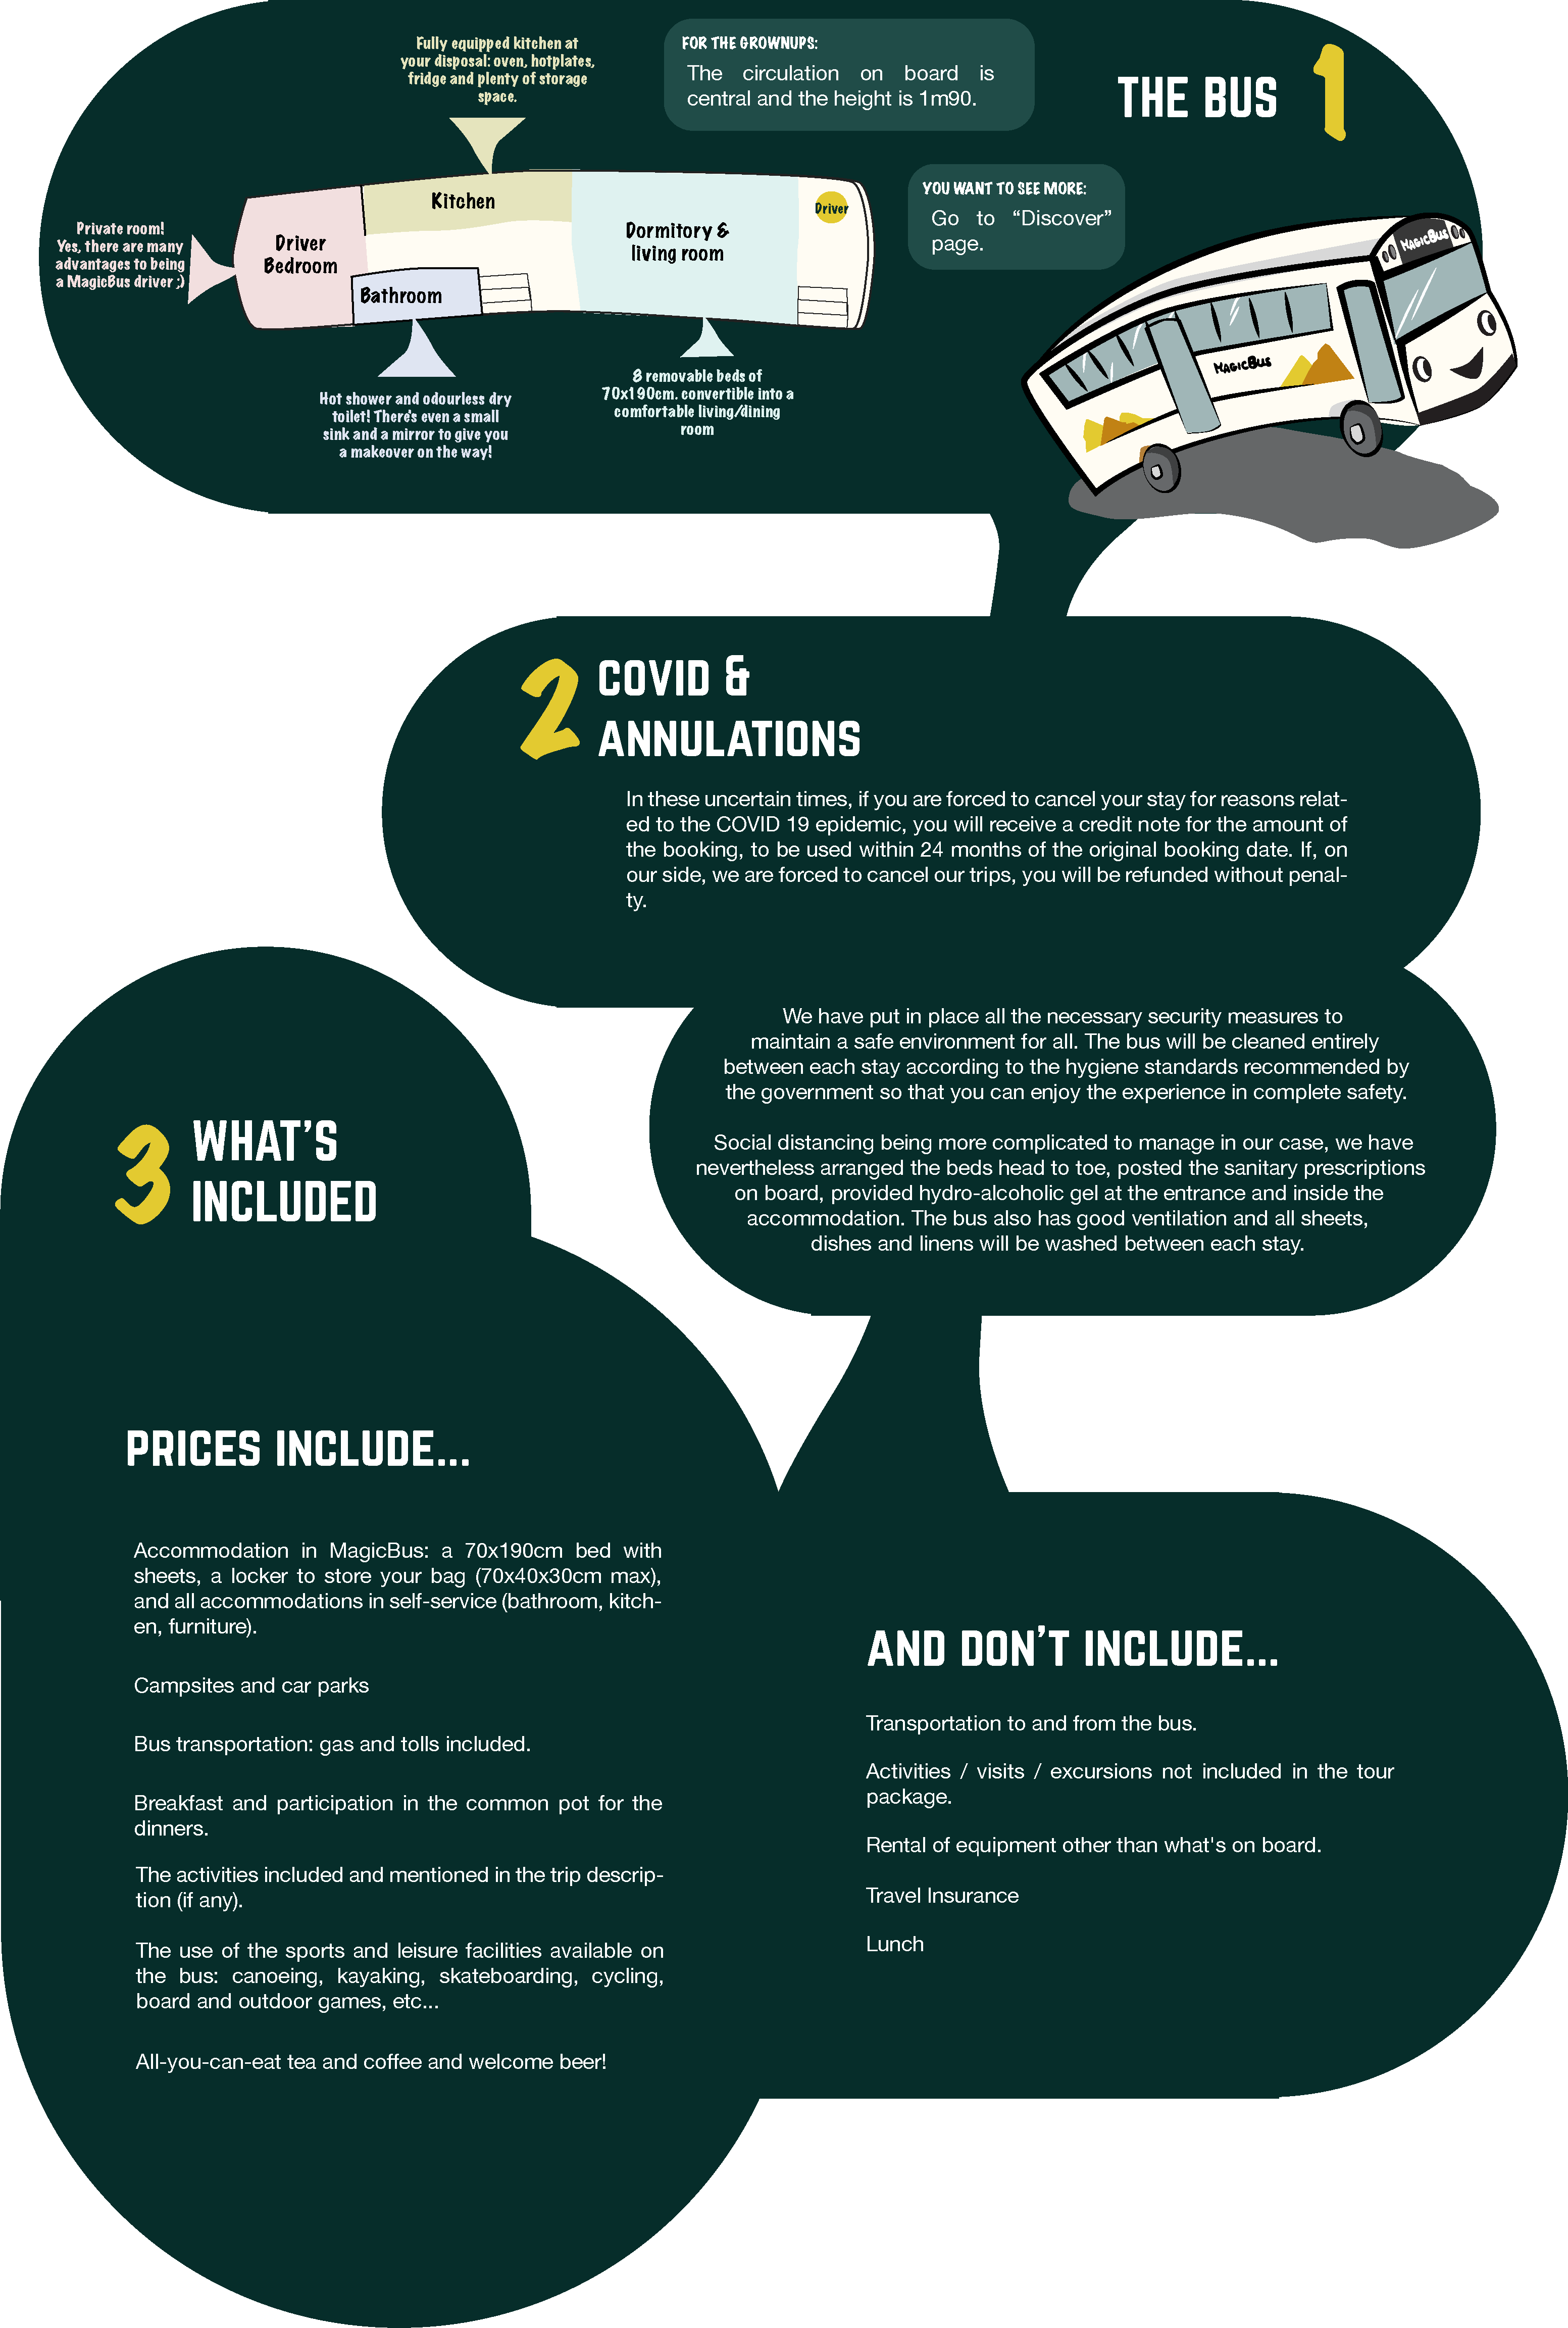 THE BUS 1
Fully equipped kitchen at
your disposal: oven, hotplates,
fridge and plenty of storage
space.
FOR THE GROWNUPS:
The circulation on board is
central and the height is 1m90.
YOU WANT TO SEE MORE:
Go to “Discover”
page.
Private room!
Yes, there are many
advantages to being
a MagicBus driver ;)
Driver
Bedroom
Kitchen
Bathroom
Dormitory &
living room
Driver
Hot shower and odourless dry
toilet! There's even a small
sink and a mirror to give you
a makeover on the way!
8 removable beds of
70x190cm. convertible into a
comfortable living/dining
room
MAGICBUS
MAGICBUS
2 COVID &
ANNULATIONS
In these uncertain times, if you are forced to cancel your stay for reasons relat-
ed to the COVID 19 epidemic, you will receive a credit note for the amount of
the booking, to be used within 24 months of the original booking date. If, on
our side, we are forced to cancel our trips, you will be refunded without penal-
ty.
We have put in place all the necessary security measures to
maintain a safe environment for all. The bus will be cleaned entirely
between each stay according to the hygiene standards recommended by
the government so that you can enjoy the experience in complete safety.
Social distancing being more complicated to manage in our case, we have
nevertheless arranged the beds head to toe, posted the sanitary prescriptions
on board, provided hydro-alcoholic gel at the entrance and inside the
accommodation. The bus also has good ventilation and all sheets,
dishes and linens will be washed between each stay.
3 WHAT’S
INCLUDED
PRICES INCLUDE...
Accommodation in MagicBus: a 70x190cm bed with
sheets, a locker to store your bag (70x40x30cm max),
and all accommodations in self-service (bathroom, kitch-
en, furniture).
Campsites and car parks
Bus transportation: gas and tolls included.
Breakfast and participation in the common pot for the
dinners.
The activities included and mentioned in the trip descrip-
tion (if any).
The use of the sports and leisure facilities available on
the bus: canoeing, kayaking, skateboarding, cycling,
board and outdoor games, etc...
All-you-can-eat tea and coffee and welcome beer!
AND DON’T INCLUDE...
Transportation to and from the bus.
Activities / visits / excursions not included in the tour
package.
Rental of equipment other than what's on board.
Travel Insurance
Lunch